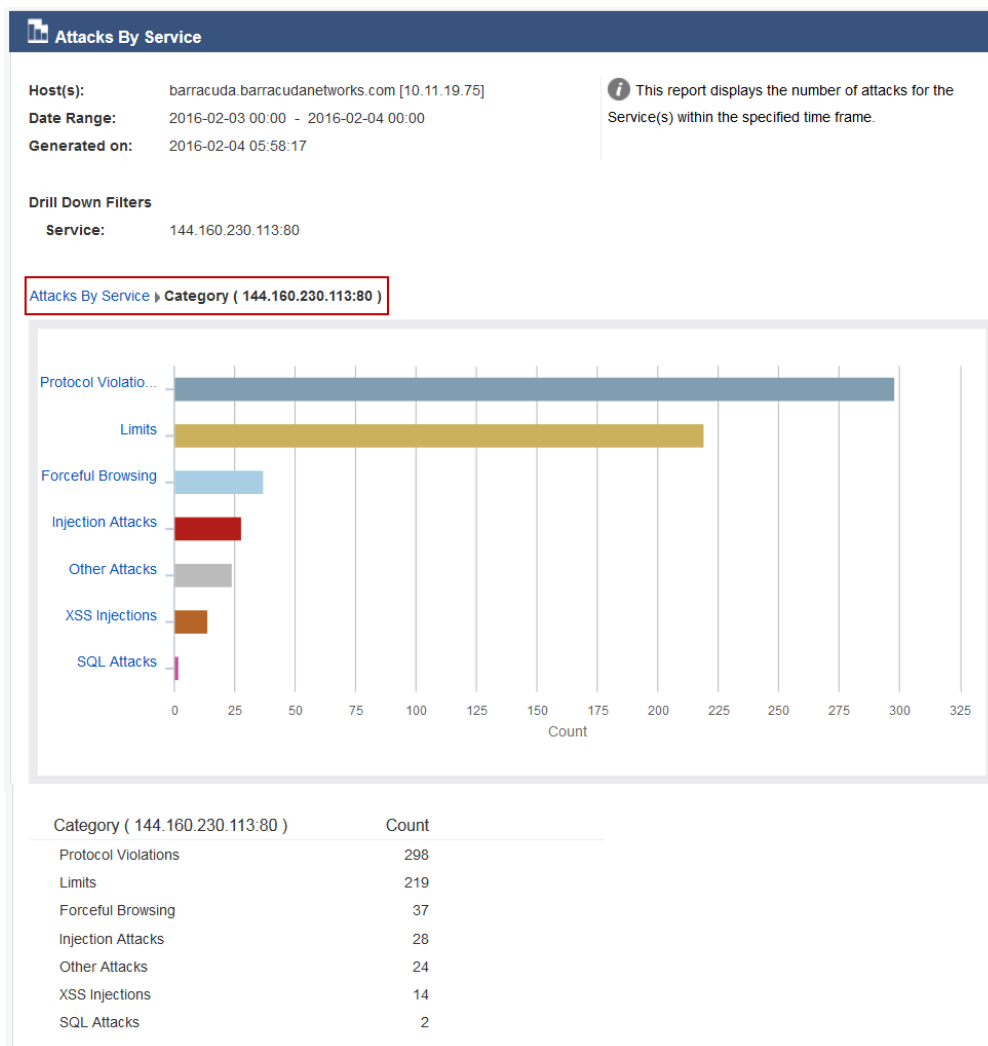 Attacks By Service
Host(s): barracuda.barracudanetworks.com [10.11.19.75]
Date Range: 2016-02-03 00:00 - 2016-02-04 00:00
Generated on: 2016-02-04 05:58:17
This report displays the number of attacks for the
Service(s) within the specified time frame.
Drill Down Filters
Service: 144.160.230.113:80
Attacks By Service Category ( 144.160.230.113:80 )
Protocol Violatio...
Limits
Forceful Browsing
Injection Attacks
Other Attacks
XSS Injections
SQL Attacks
0 25 50 75 100 125 150 175 200 225 250 275 300 325
Count
Category ( 144.160.230.113:80 ) Count
Protocol Violations 298
Limits 219
Forceful Browsing 37
Injection Attacks 28
Other Attacks 24
XSS Injections 14
SQL Attacks 2